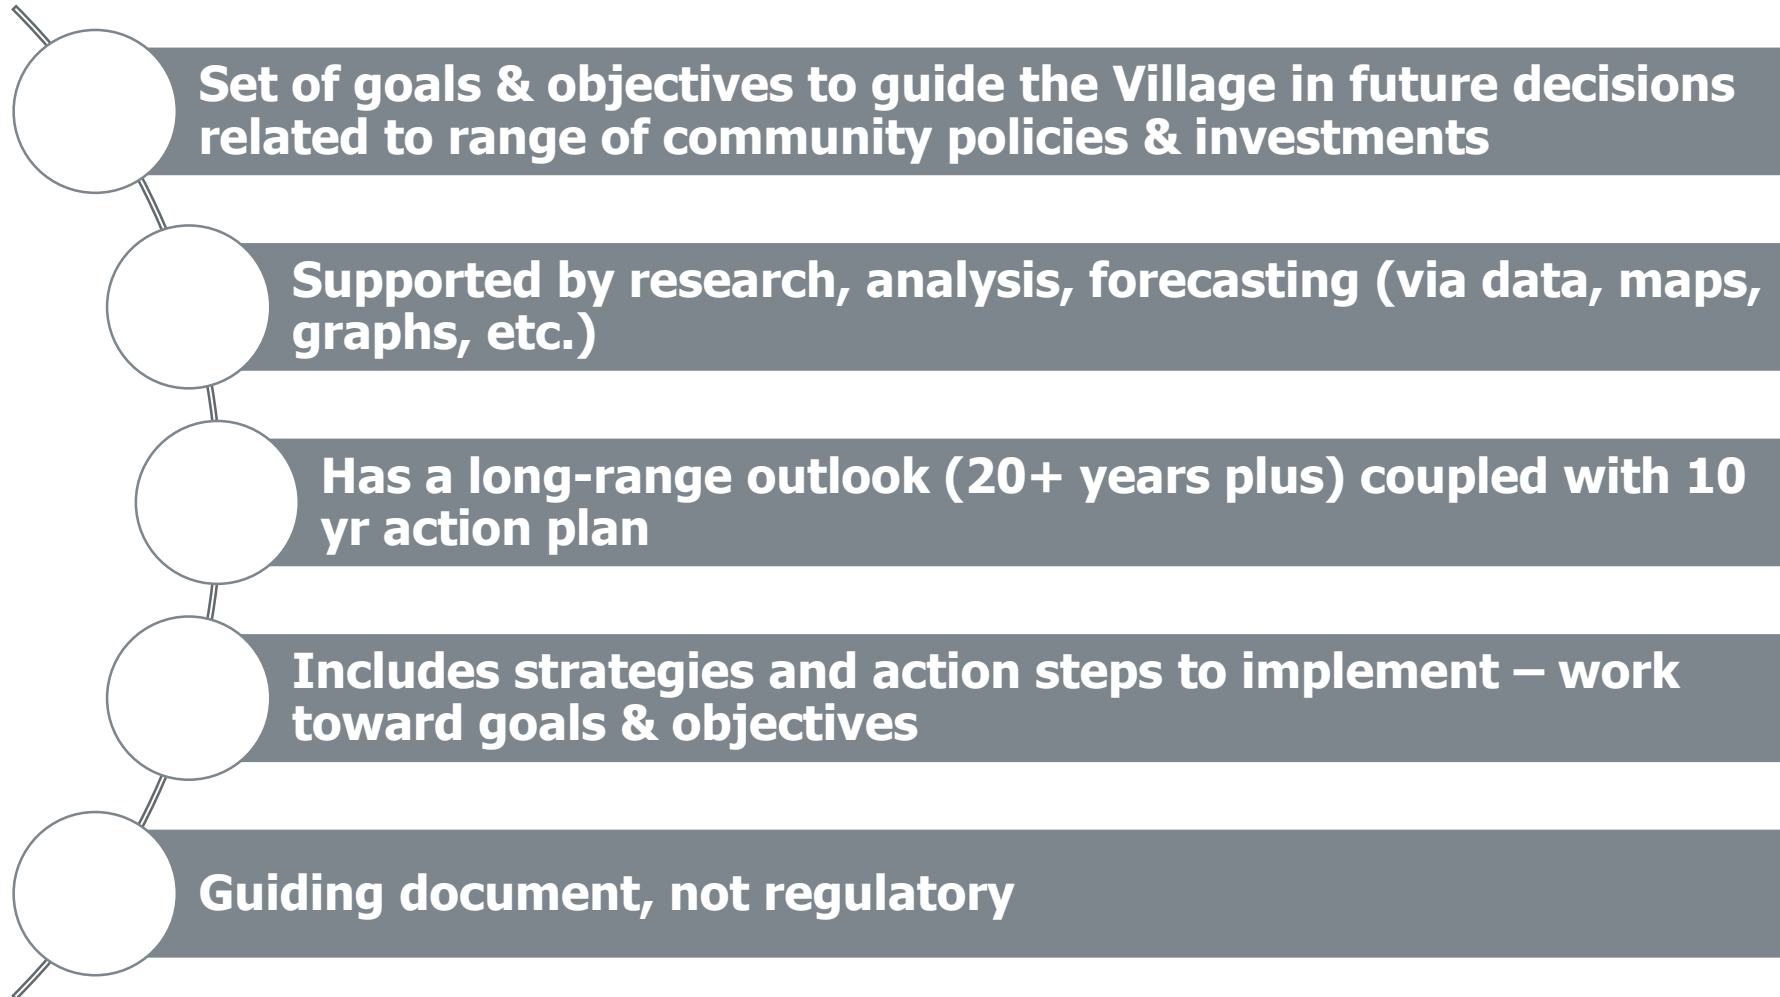 Set of goals & objectives to guide the Village in future decisions
related to range of community policies & investments
Supported by research, analysis, forecasting (via data, maps,
graphs, etc.)
Has a long-range outlook (20+ years plus) coupled with 10
yr action plan
Includes strategies and action steps to implement – work
toward goals & objectives
Guiding document, not regulatory